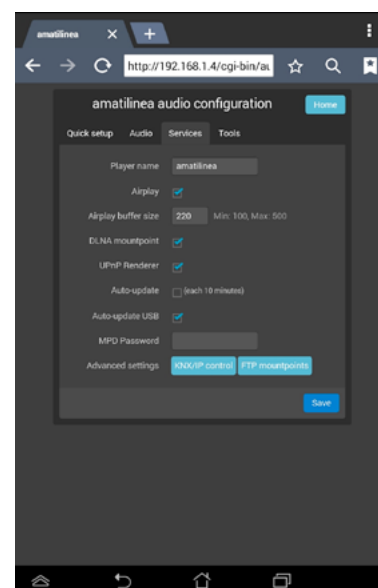 amatilinea
http://192.168.1.4/cgi-bin/au
amatilinea audio configuration Home
Quick setup Audio Services Tools
Player name amatilinea
Airplay
Airplay buffer size 220 Min: 100, Max: 500
DLNA mountpoint
UPnP Renderer
Auto-update (each 10 minutes)
Auto-update USB
MPD Password
Advanced settings KNX/IP control FTP mountpoints
Save